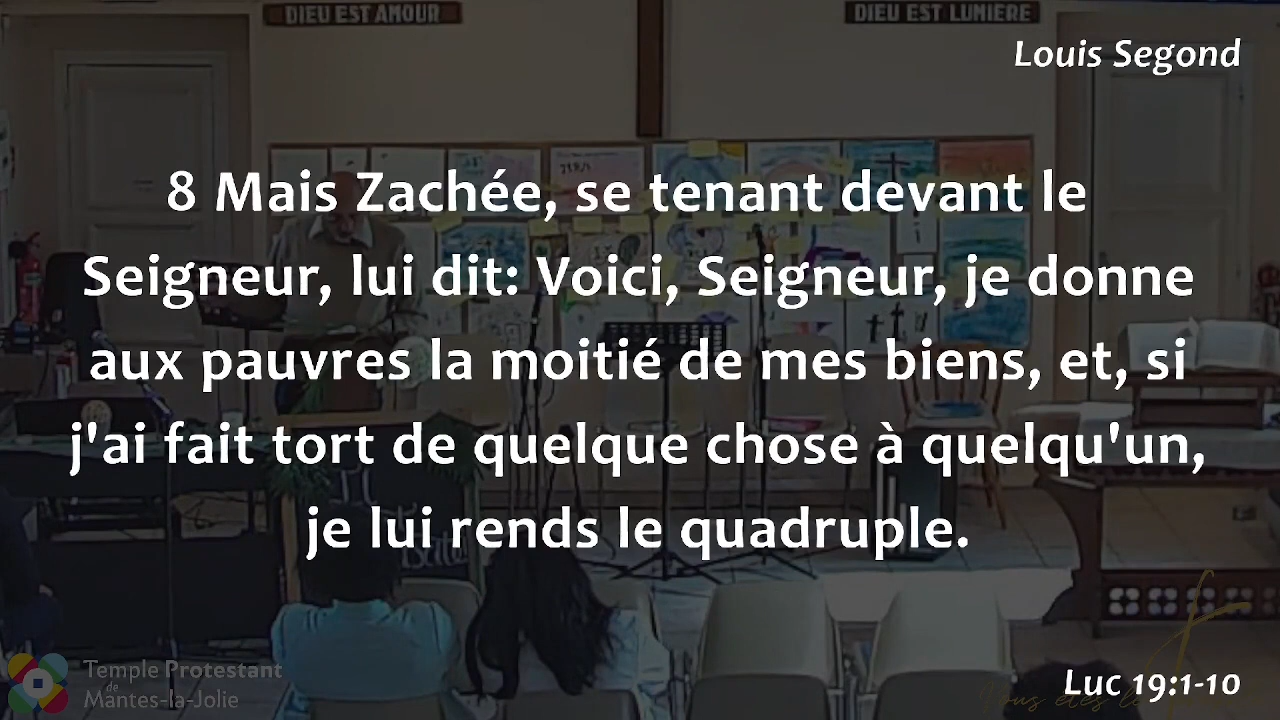 DIEU EST AMOUR
DIEU EST LUMIERE
Louis Segond
8 Mais Zachée, se tenant devant le
Seigneur, lui dit: Voici, Seigneur, je donne
aux pauvres la moitié de mes biens, et, si
j'ai fait tort de quelque chose à quelqu'un,
je lui rends le quadruple.
Temple Protestant
de
Mantes-la-Jolie
Luc 19:1-10